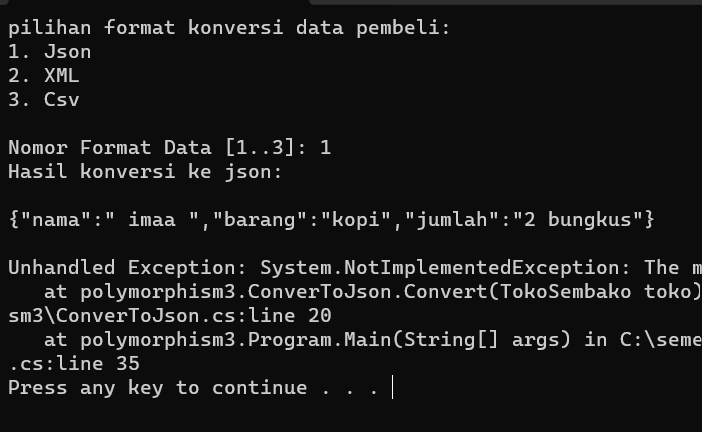 pilihan format konversi data pembeli:
1. Json
2. XML
3. Csv
Nomor Format Data [1..3]: 1
Hasil konversi ke json:
{"nama":" imaa ","barang":"kopi","jumlah":"2 bungkus"}
Unhandled Exception: System.NotImplementedException: The m
at polymorphism3.ConverToJson.Convert(TokoSembako toko)
sm3\ConverToJson.cs:line 20
at polymorphism3.Program.Main(String[] args) in C:\seme
.cs:line 35
Press any key to continue . . .